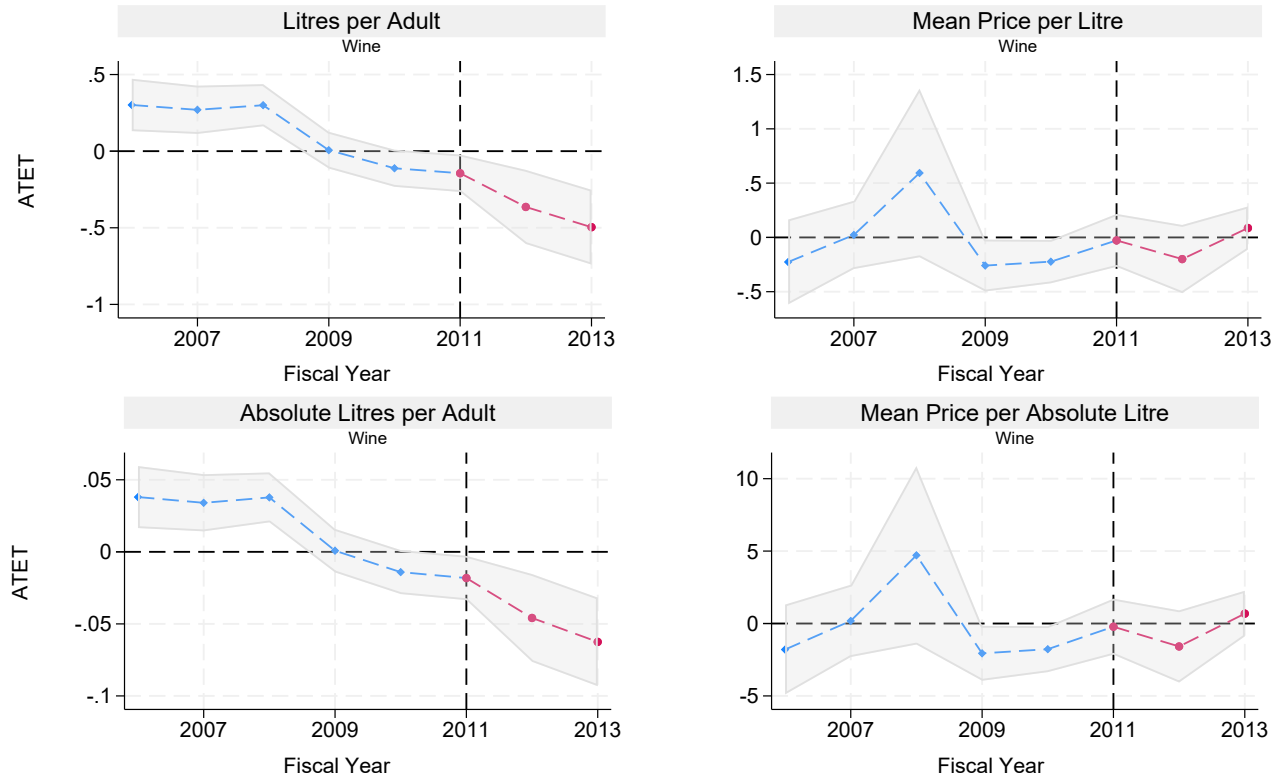 Litres per Adult
Wine
ATET
.5
0
-.5
-1
2007 2009 2011 2013
Fiscal Year
Mean Price per Litre
Wine
1.5
1
.5
0
-.5
2007 2009 2011 2013
Fiscal Year
Absolute Litres per Adult
Wine
ATET
.05
0
-.05
-.1
2007 2009 2011 2013
Fiscal Year
Mean Price per Absolute Litre
Wine
10
5
0
-5
2007 2009 2011 2013
Fiscal Year